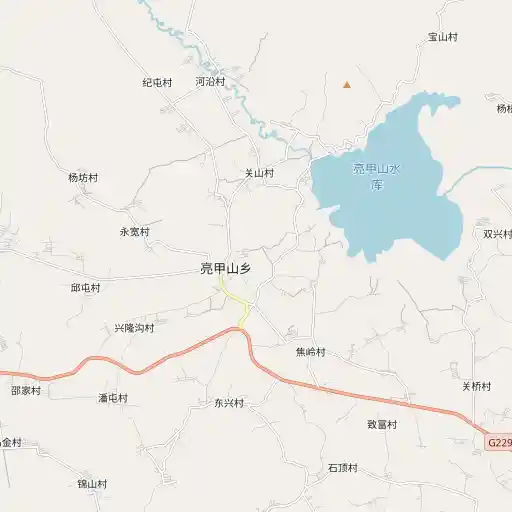 宝山村
纪屯村
河沿村
关山村
亮甲山水
库
杨坊村
永宽村
双兴村
亮甲山乡
邱屯村
兴隆沟村
焦岭村
邵家村
潘屯村
东兴村
关桥村
致富村
G229
金村
石顶村
锦山村